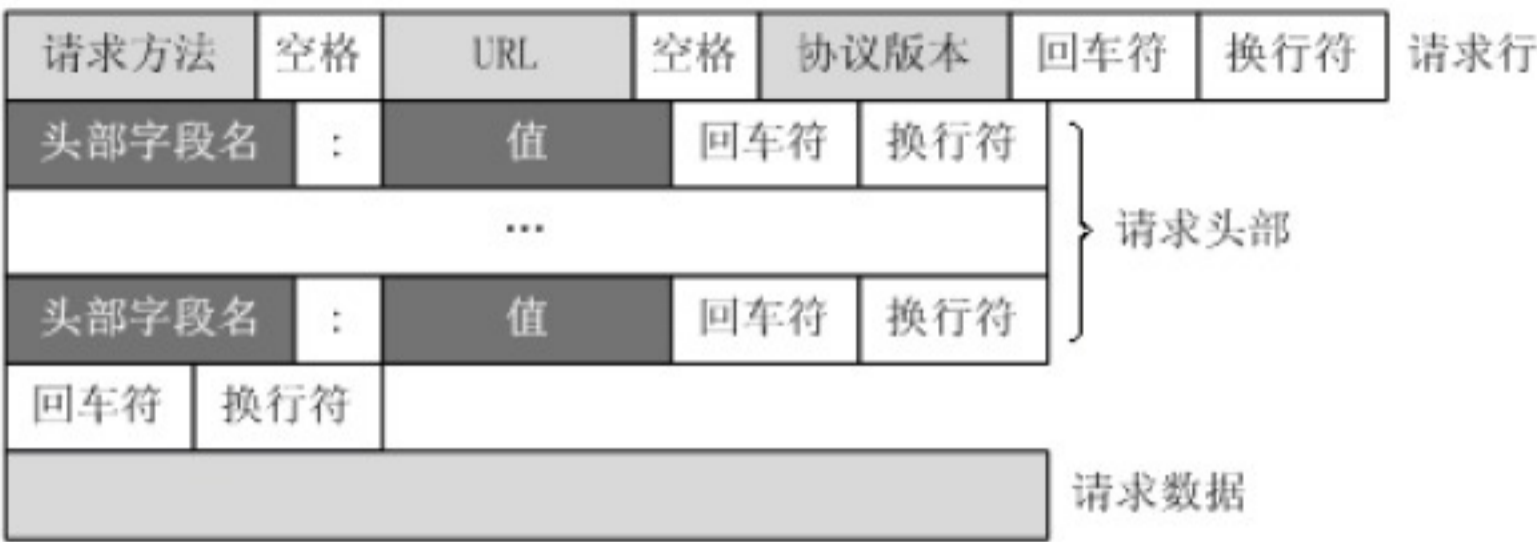 请求方法 空格 URL 空格 协议版本 回车符 换行符 请求行
头部字段名 : 值 回车符 换行符
... 请求头部
头部字段名 : 值 回车符 换行符
回车符 换行符
请求数据